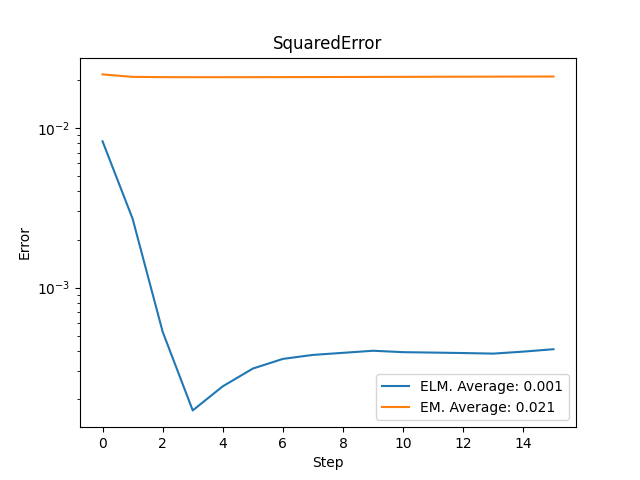 SquaredError
Error
10⁻²
10⁻³
ELM. Average: 0.001
EM. Average: 0.021
0 2 4 6 8 10 12 14
Step